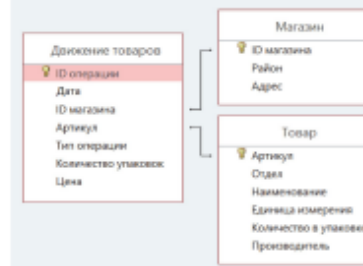 Движение товаров
ID операции
Дата
ID магазина
Артикул
Тип операции
Количество упаковок
Цена
Магазин
ID магазина
Район
Адрес
Товар
Артикул
Отдел
Наименование
Единица измерения
Количество в упаковке
Производитель